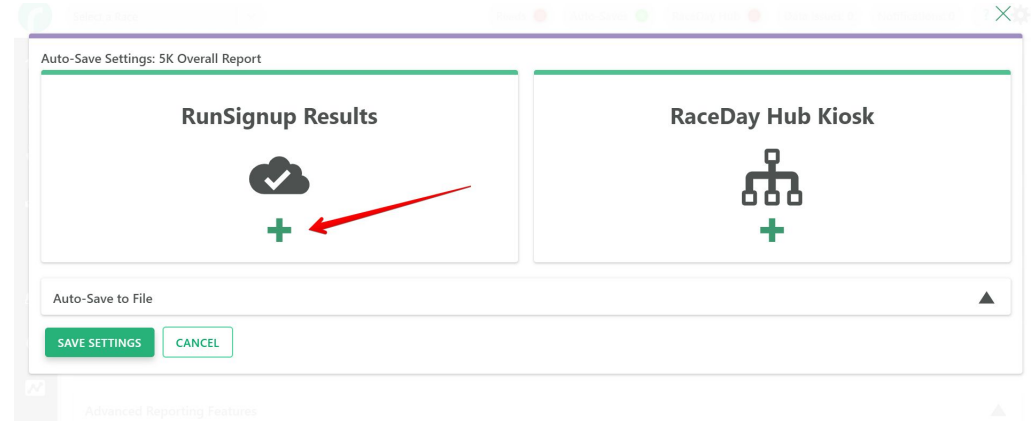 Auto-Save Settings: 5K Overall Report
RunSignup Results
RaceDay Hub Kiosk
Auto-Save to File
SAVE SETTINGS
CANCEL
Advanced Reporting Features